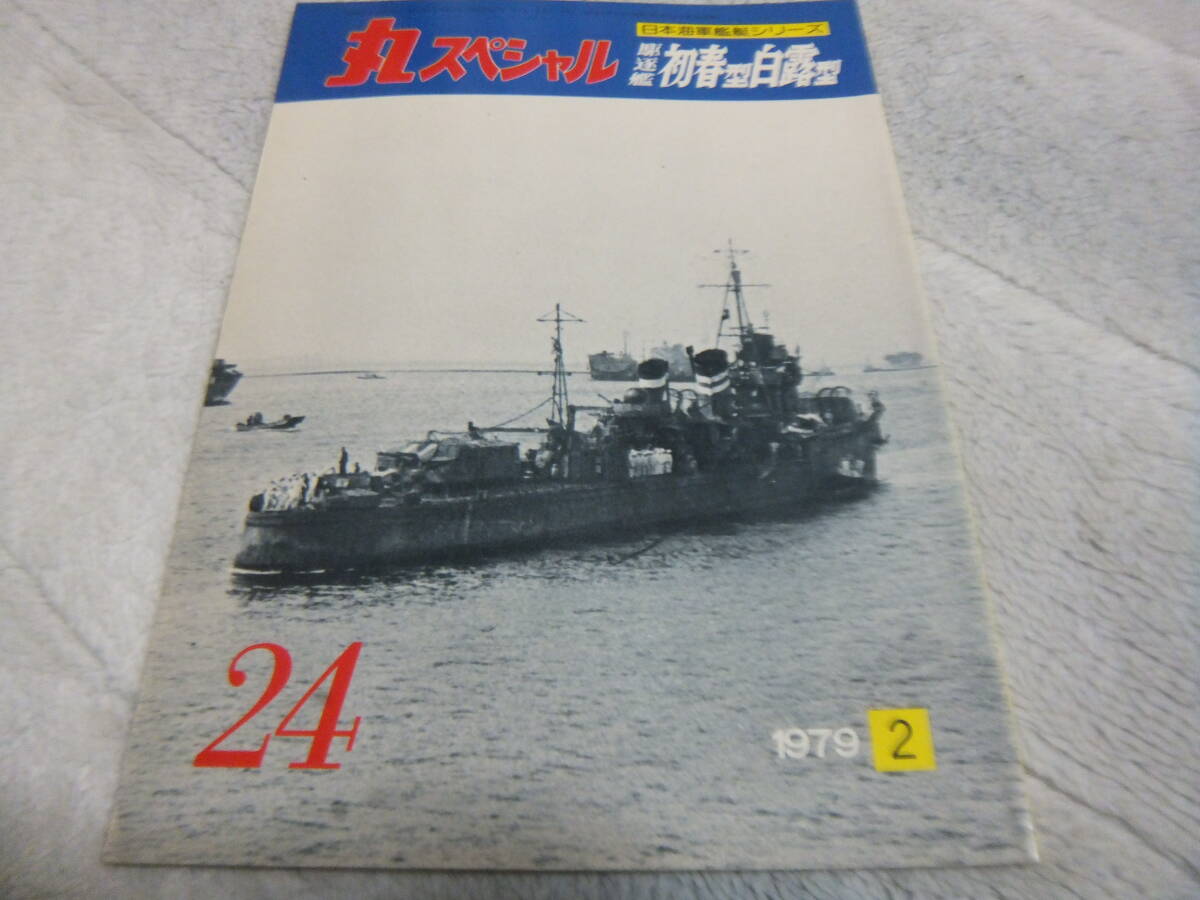 日本海軍艦艇シリーズ
丸スペシャル
駆逐艦 初春型白露型
24
1979 2